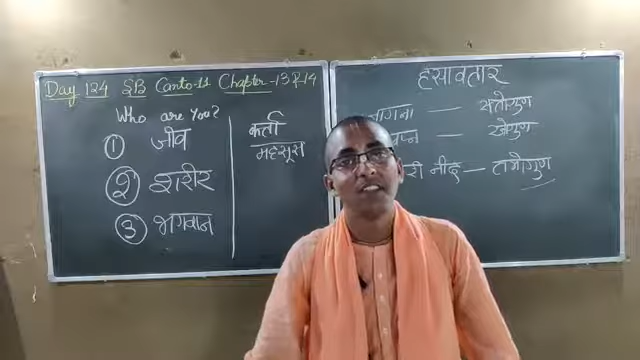 Day 124 SB Canto-11 Chapter-13&14
Who are You?
① जीव
② शरीर
③ भगवान
कर्ता
महसूस
हंसावतार
— सतोगुण
— रजोगुण
नींद — तमोगुण